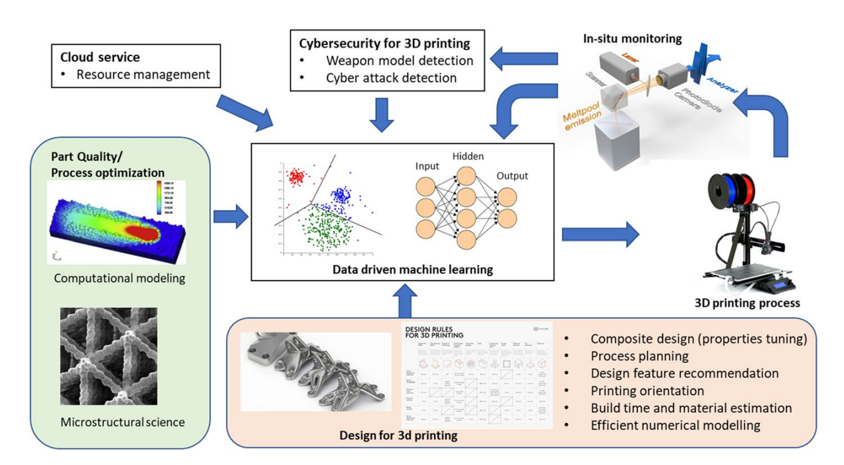 Cloud service
• Resource management
Cybersecurity for 3D printing
• Weapon model detection
• Cyber attack detection
In-situ monitoring
Laser
Scanner
Analyzer
Photodiode
Camera
Meltpool
emission
Part Quality/
Process optimization
Computational modeling
Microstructural science
Input
Hidden
Output
Data driven machine learning
3D printing process
DESIGN RULES
FOR 3D PRINTING
Design for 3d printing
• Composite design (properties tuning)
• Process planning
• Design feature recommendation
• Printing orientation
• Build time and material estimation
• Efficient numerical modelling